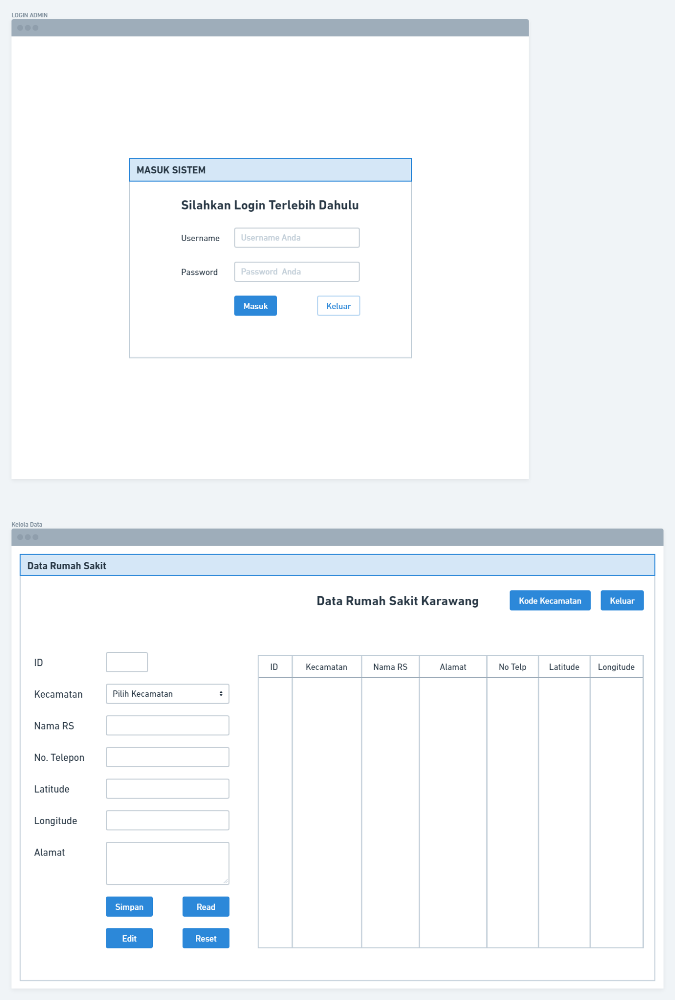 LOGIN ADMIN
MASUK SISTEM
Silahkan Login Terlebih Dahulu
Username
Username Anda
Password
Password Anda
Masuk
Keluar
Kelola Data
Data Rumah Sakit
Data Rumah Sakit Karawang
Kode Kecamatan
Keluar
ID
Kecamatan
Pilih Kecamatan
Nama RS
No. Telepon
Latitude
Longitude
Alamat
Simpan
Read
Edit
Reset
ID Kecamatan Nama RS Alamat No Telp Latitude Longitude